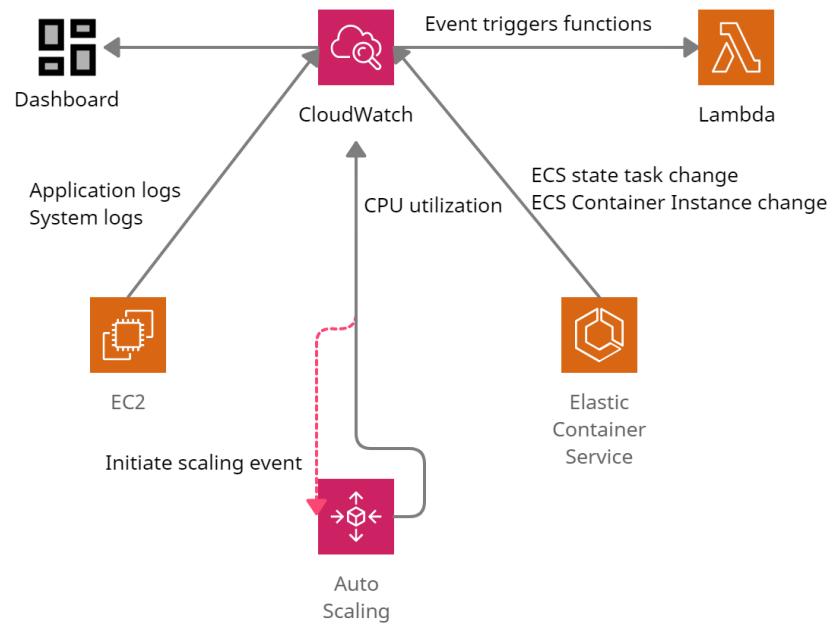 Event triggers functions
Dashboard
CloudWatch
Lambda
Application logs
System logs
CPU utilization
ECS state task change
ECS Container Instance change
EC2
Elastic
Container
Service
Initiate scaling event
Auto
Scaling